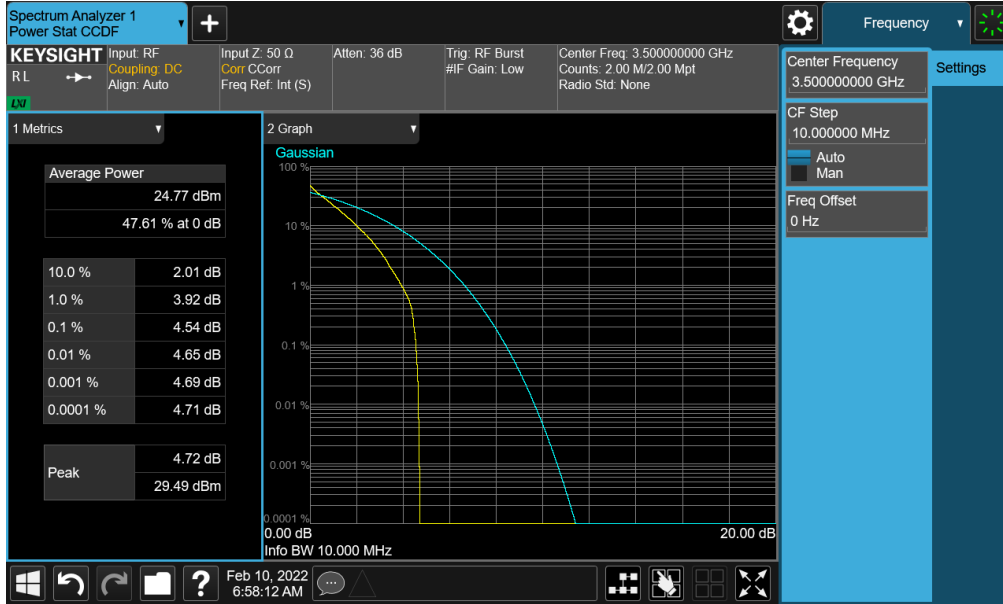 Spectrum Analyzer 1
Power Stat CCDF
Frequency
KEYSIGHT
RL
LXI
Input: RF
Coupling: DC
Align: Auto
Input Z: 50 Ω
Corr CCorr
Freq Ref: Int (S)
Atten: 36 dB
Trig: RF Burst
#IF Gain: Low
Center Freq: 3.500000000 GHz
Counts: 2.00 M/2.00 Mpt
Radio Std: None
Center Frequency
3.500000000 GHz
Settings
CF Step
10.000000 MHz
Auto
Man
Freq Offset
0 Hz
1 Metrics
Average Power
24.77 dBm
47.61 % at 0 dB
10.0 % 2.01 dB
1.0 % 3.92 dB
0.1 % 4.54 dB
0.01 % 4.65 dB
0.001 % 4.69 dB
0.0001 % 4.71 dB
Peak
4.72 dB
29.49 dBm
2 Graph
Gaussian
100 %
10 %
1 %
0.1 %
0.01 %
0.001 %
0.0001 %
0.00 dB 20.00 dB
Info BW 10.000 MHz
?
Feb 10, 2022
6:58:12 AM